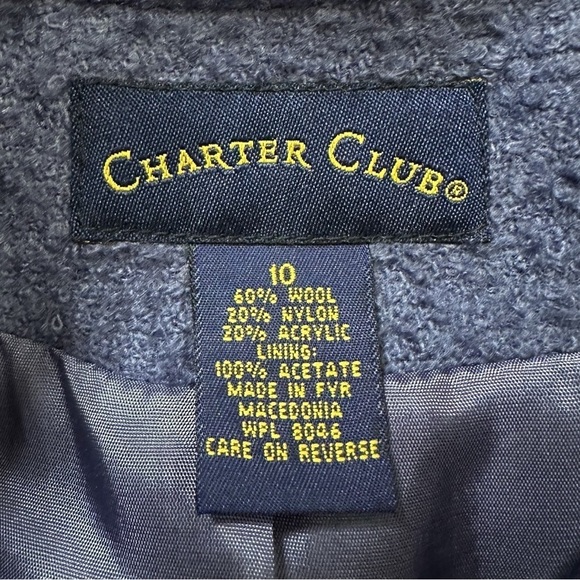 CHARTER CLUB®
10
60% WOOL
20% NYLON
20% ACRYLIC
LINING:
100% ACETATE
MADE IN FYR
MACEDONIA
WPL 8046
CARE ON REVERSE